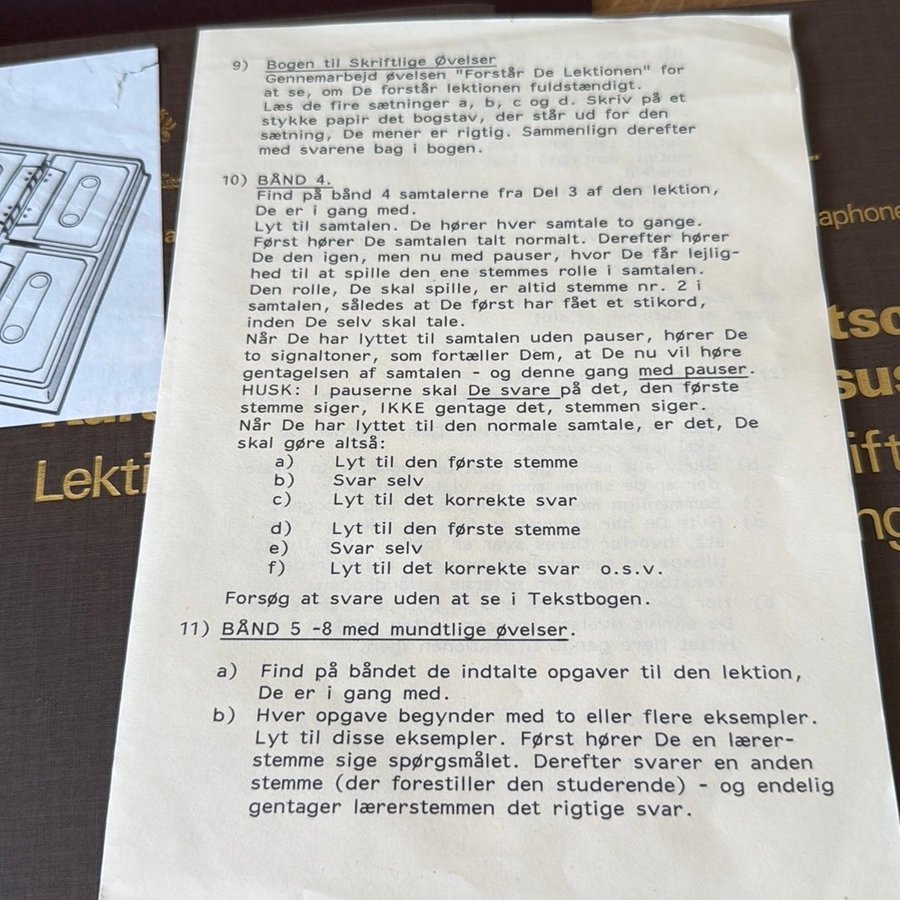 9) Bogen til Skriftlige Øvelser
Gennemarbejd øvelsen "Forstår De Lektionen" for
at se, om De forstår lektionen fuldstændigt.
Læs de fire sætninger a, b, c og d. Skriv på et
stykke papir det bogstav, der står ud for den
sætning, De mener er rigtig. Sammenlign derefter
med svarene bag i bogen.
10) BÅND 4.
Find på bånd 4 samtalerne fra Del 3 af den lektion,
De er i gang med.
Lyt til samtalen. De hører hver samtale to gange.
Først hører De samtalen talt normalt. Derefter hører
De den igen, men nu med pauser, hvor De får lejlig-
hed til at spille den ene stemmes rolle i samtalen.
Den rolle, De skal spille, er altid stemme nr. 2 i
samtalen, således at De først har fået et stikord,
inden De selv skal tale.
Når De har lyttet til samtalen uden pauser, hører De
to signaltoner, som fortæller Dem, at De nu vil høre
gentagelsen af samtalen - og denne gang med pauser.
HUSK: I pauserne skal De svare på det, den første
stemme siger, IKKE gentage det, stemmen siger.
Når De har lyttet til den normale samtale, er det, De
skal gøre altså:
a) Lyt til den første stemme
b) Svar selv
c) Lyt til det korrekte svar
d) Lyt til den første stemme
e) Svar selv
f) Lyt til det korrekte svar o.s.v.
Forsøg at svare uden at se i Tekstbogen.
11) BÅND 5 -8 med mundtlige øvelser.
a) Find på båndet de indtalte opgaver til den lektion,
De er i gang med.
b) Hver opgave begynder med to eller flere eksempler.
Lyt til disse eksempler. Først hører De en lærer-
stemme sige spørgsmålet. Derefter svarer en anden
stemme (der forestiller den studerende) - og endelig
gentager lærerstemmen det rigtige svar.
Lekti